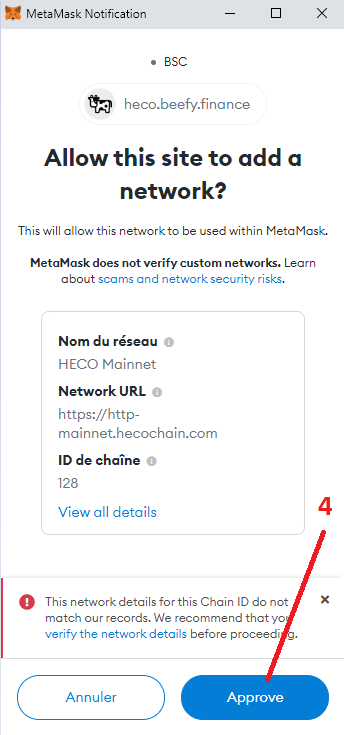 MetaMask Notification
BSC
heco.beefy.finance
Allow this site to add a
network?
This will allow this network to be used within MetaMask.
MetaMask does not verify custom networks. Learn
about scams and network security risks.
Nom du réseau
HECO Mainnet
Network URL
https://http-
mainnet.hecochain.com
ID de chaîne
128
View all details
4
This network details for this Chain ID do not
match our records. We recommend that you
verify the network details before proceeding.
Annuler
Approve